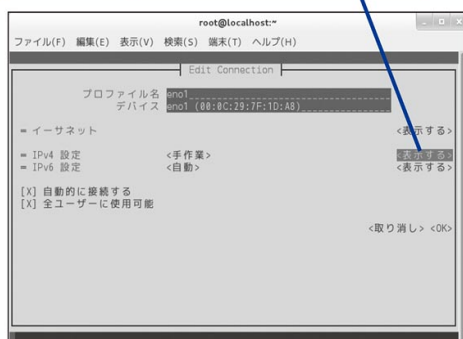 root@localhost:~
ファイル(F) 編集(E) 表示(V) 検索(S) 端末(T) ヘルプ(H)
Edit Connection
プロファイル名 eno1
デバイス eno1 (00:0C:29:7F:1D:A8)
= イーサネット <表示する>
= IPv4 設定 <手作業> <表示する>
= IPv6 設定 <自動> <表示する>
[X] 自動的に接続する
[X] 全ユーザーに使用可能
<取り消し> <OK>